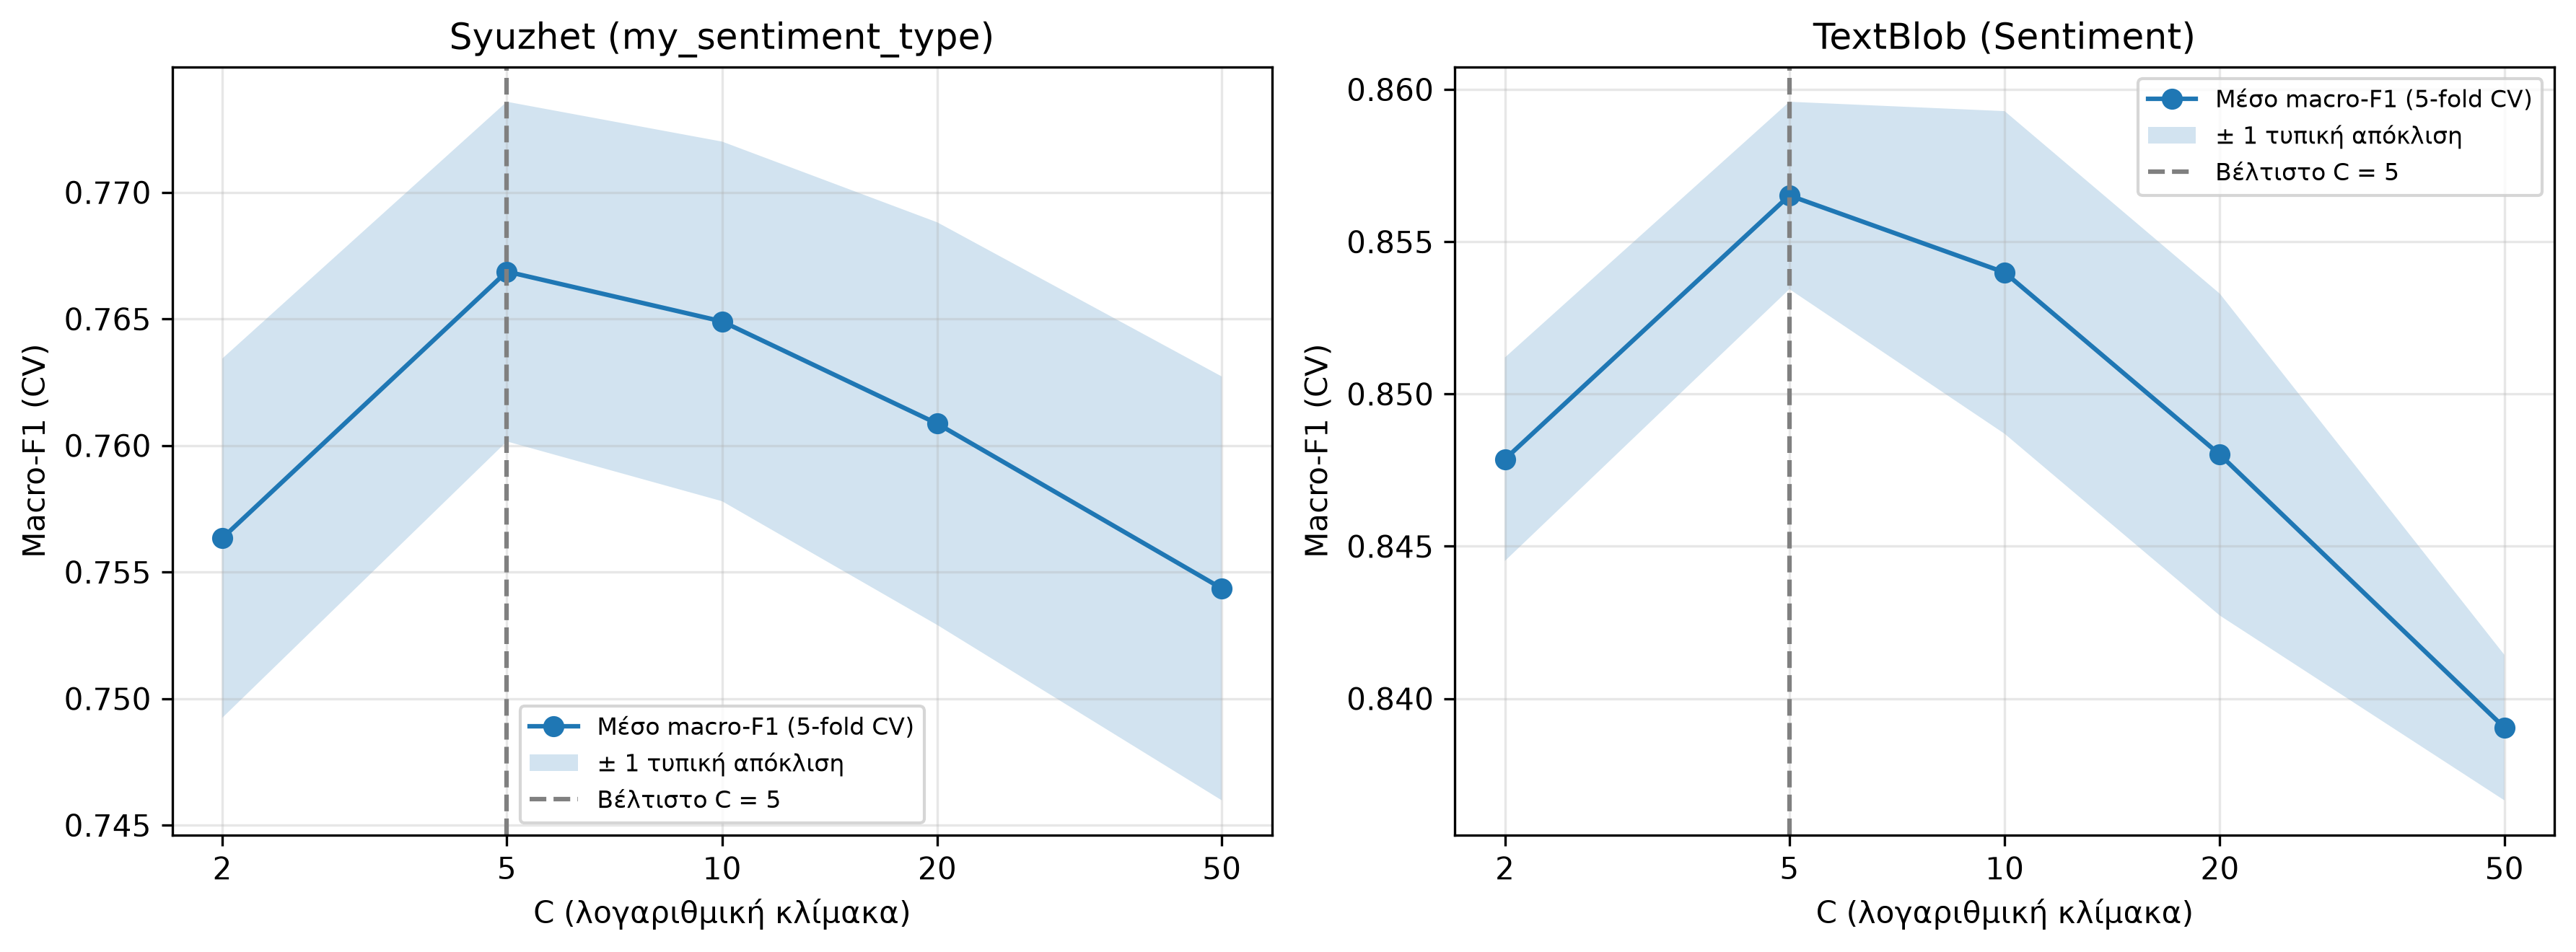 Syuzhet (my_sentiment_type)
Macro-F1 (CV)
0.770
0.765
0.760
0.755
0.750
0.745
Μέσο macro-F1 (5-fold CV)
± 1 τυπική απόκλιση
Βέλτιστο C = 5
2 5 10 20 50
C (λογαριθμική κλίμακα)
TextBlob (Sentiment)
Macro-F1 (CV)
0.860
0.855
0.850
0.845
0.840
Μέσο macro-F1 (5-fold CV)
± 1 τυπική απόκλιση
Βέλτιστο C = 5
2 5 10 20 50
C (λογαριθμική κλίμακα)